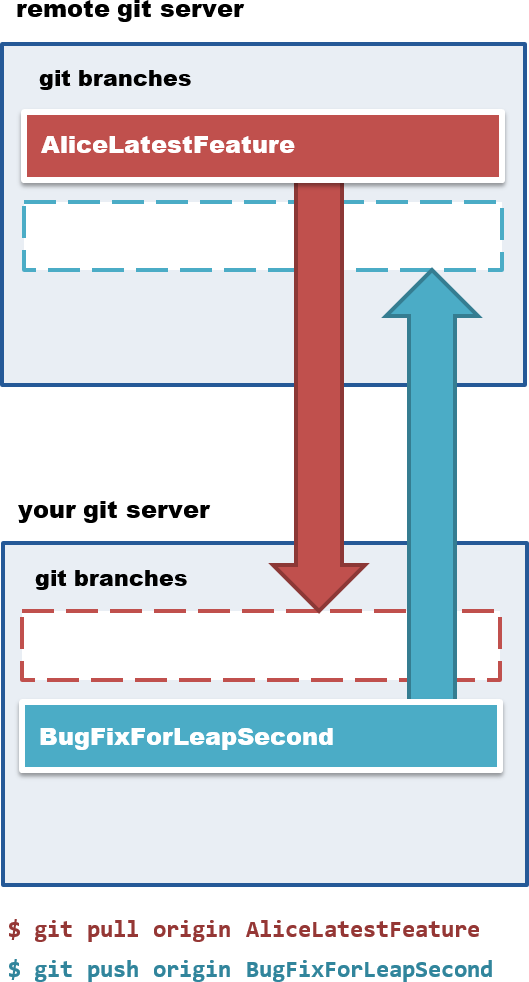 remote git server
git branches
AliceLatestFeature
your git server
git branches
BugFixForLeapSecond
$ git pull origin AliceLatestFeature
$ git push origin BugFixForLeapSecond